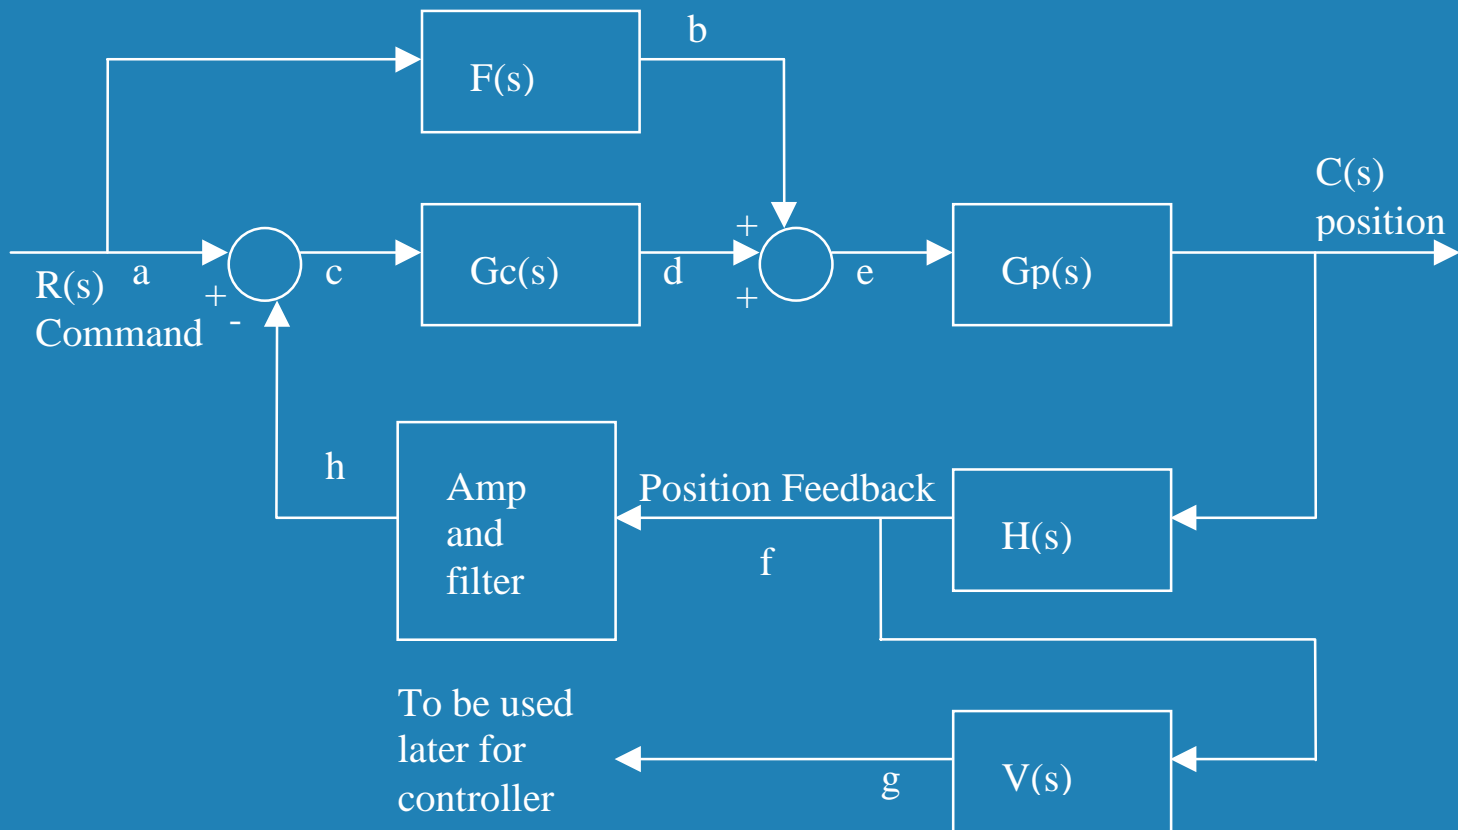 b
F(s)
C(s)
position
+
R(s)
a
+
-
c
Gc(s)
d
+
e
Gp(s)
Command
h
Amp
and
filter
Position Feedback
f
H(s)
To be used
later for
controller
g
V(s)